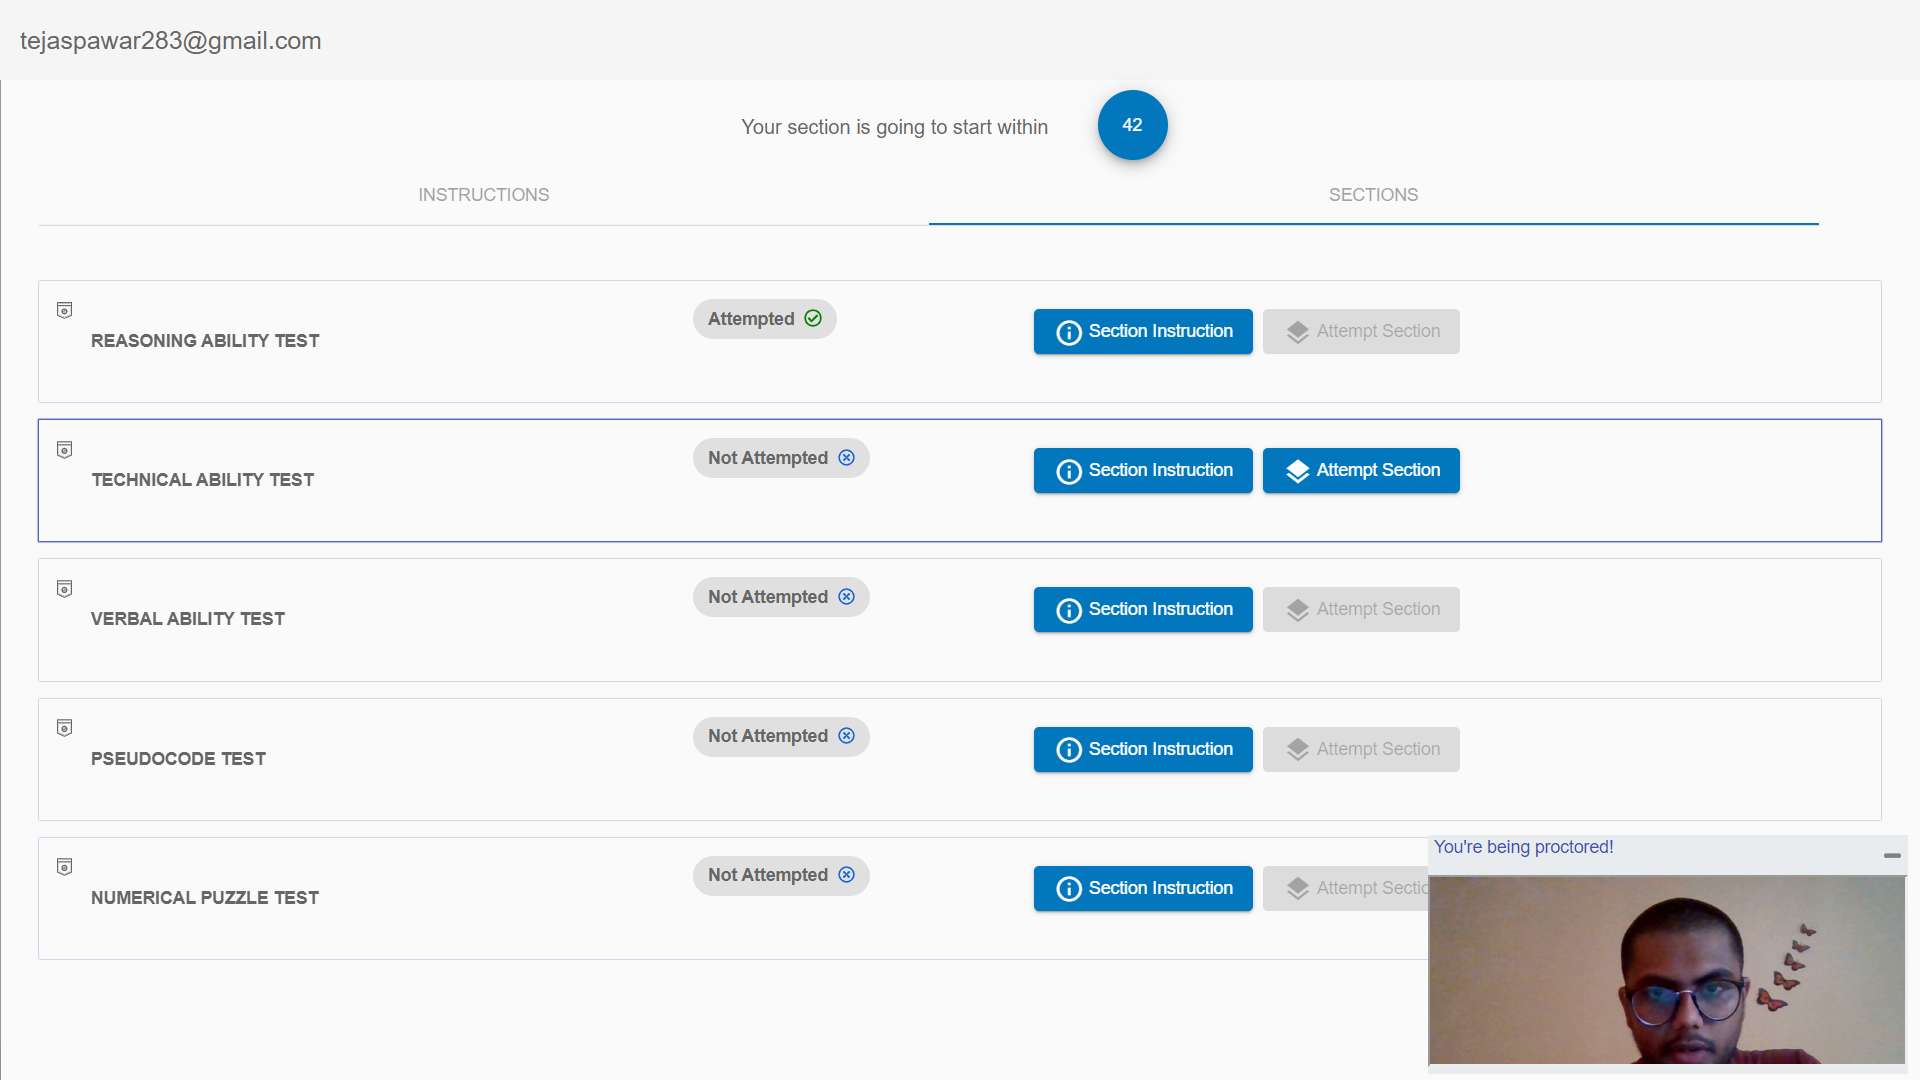 tejaspawar283@gmail.com
Your section is going to start within 42
INSTRUCTIONS SECTIONS
REASONING ABILITY TEST Attempted Section Instruction Attempt Section
TECHNICAL ABILITY TEST Not Attempted Section Instruction Attempt Section
VERBAL ABILITY TEST Not Attempted Section Instruction Attempt Section
PSEUDOCODE TEST Not Attempted Section Instruction Attempt Section
NUMERICAL PUZZLE TEST Not Attempted Section Instruction Attempt Sectio
You're being proctored!